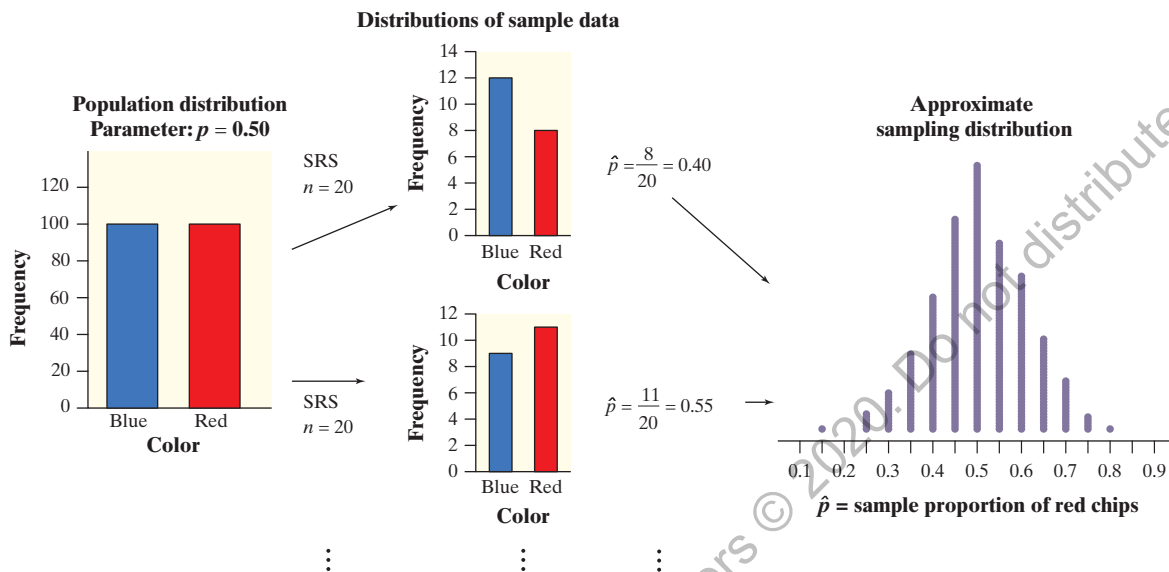 Distributions of sample data
Population distribution
Parameter: p = 0.50
Frequency
120
100
80
60
40
20
0
Blue
Red
Color
SRS
n = 20
SRS
n = 20
Frequency
14
12
10
8
6
4
2
0
Blue
Red
Color
Frequency
12
10
8
6
4
2
0
Blue
Red
Color
p̂ = 8/20 = 0.40
p̂ = 11/20 = 0.55
Approximate
sampling distribution
0.1 0.2 0.3 0.4 0.5 0.6 0.7 0.8 0.9
p̂ = sample proportion of red chips
ers © 2020. Do not distribute